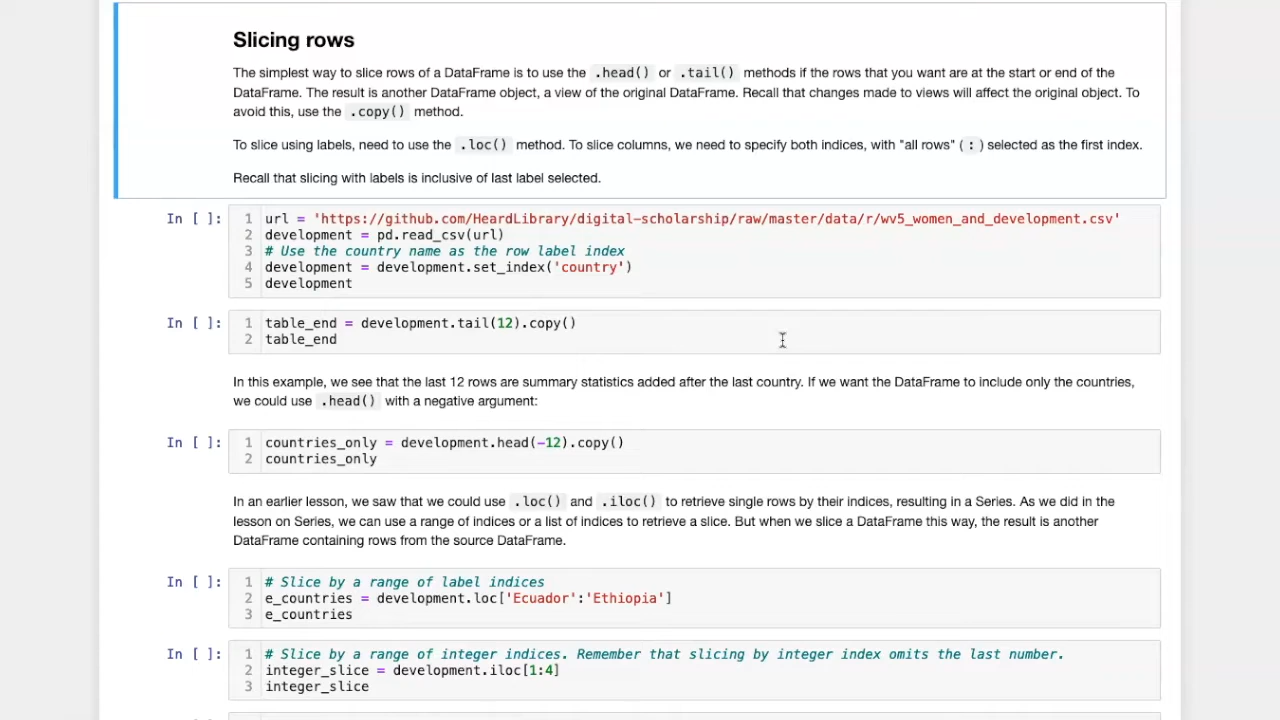 Slicing rows
The simplest way to slice rows of a DataFrame is to use the .head() or .tail() methods if the rows that you want are at the start or end of the
DataFrame. The result is another DataFrame object, a view of the original DataFrame. Recall that changes made to views will affect the original object. To
avoid this, use the .copy() method.
To slice using labels, need to use the .loc() method. To slice columns, we need to specify both indices, with "all rows" ( : ) selected as the first index.
Recall that slicing with labels is inclusive of last label selected.
In [ ]: 1 url = 'https://github.com/HeardLibrary/digital-scholarship/raw/master/data/r/wv5_women_and_development.csv'
2 development = pd.read_csv(url)
3 # Use the country name as the row label index
4 development = development.set_index('country')
5 development
In [ ]: 1 table_end = development.tail(12).copy()
2 table_end
In this example, we see that the last 12 rows are summary statistics added after the last country. If we want the DataFrame to include only the countries,
we could use .head() with a negative argument:
In [ ]: 1 countries_only = development.head(-12).copy()
2 countries_only
In an earlier lesson, we saw that we could use .loc() and .iloc() to retrieve single rows by their indices, resulting in a Series. As we did in the
lesson on Series, we can use a range of indices or a list of indices to retrieve a slice. But when we slice a DataFrame this way, the result is another
DataFrame containing rows from the source DataFrame.
In [ ]: 1 # Slice by a range of label indices
2 e_countries = development.loc['Ecuador':'Ethiopia']
3 e_countries
In [ ]: 1 # Slice by a range of integer indices. Remember that slicing by integer index omits the last number.
2 integer_slice = development.iloc[1:4]
3 integer_slice